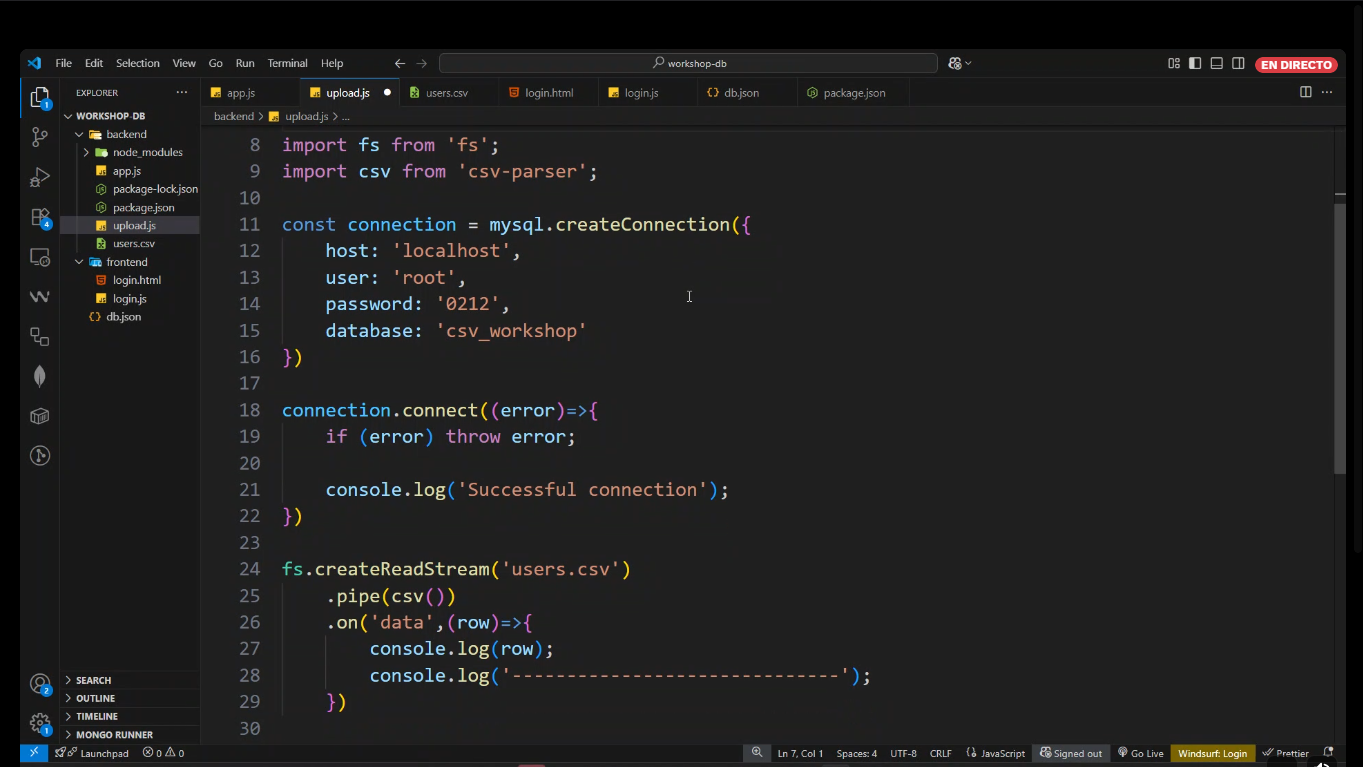 File Edit Selection View Go Run Terminal Help
workshop-db
EN DIRECTO
EXPLORER
app.js
upload.js
users.csv
login.html
login.js
db.json
package.json
WORKSHOP-DB
backend
node_modules
app.js
package-lock.json
package.json
upload.js
users.csv
frontend
login.html
login.js
db.json
SEARCH
OUTLINE
TIMELINE
MONGO RUNNER
1
4
2
1
backend > upload.js > ...
8 import fs from 'fs';
9 import csv from 'csv-parser';
10
11 const connection = mysql.createConnection({
12 host: 'localhost',
13 user: 'root',
14 password: '0212',
15 database: 'csv_workshop'
16 })
17
18 connection.connect((error)=>{
19 if (error) throw error;
20
21 console.log('Successful connection');
22 })
23
24 fs.createReadStream('users.csv')
25 .pipe(csv())
26 .on('data',(row)=>{
27 console.log(row);
28 console.log('------------------------------');
29 })
30
Launchpad 0 0 Ln 7, Col 1 Spaces: 4 UTF-8 CRLF {} JavaScript Signed out Go Live Windsurf: Login Prettier